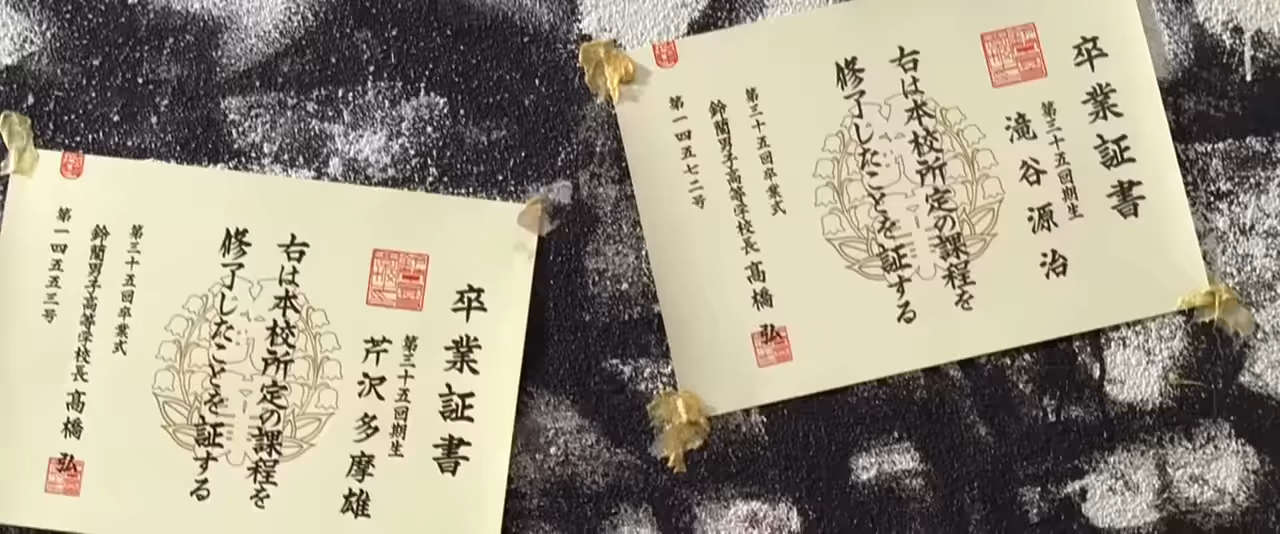 卒業証書
第三十五回期生
滝谷源治
右は本校所定の課程を
修了したことを証する
第三十五回卒業式
鈴蘭男子高等学校長 髙橋 弘
第一四五七二号
卒業証書
第三十五回期生
芹沢多摩雄
右は本校所定の課程を
修了したことを証する
第三十五回卒業式
鈴蘭男子高等学校長 髙橋 弘
第一四五五三号